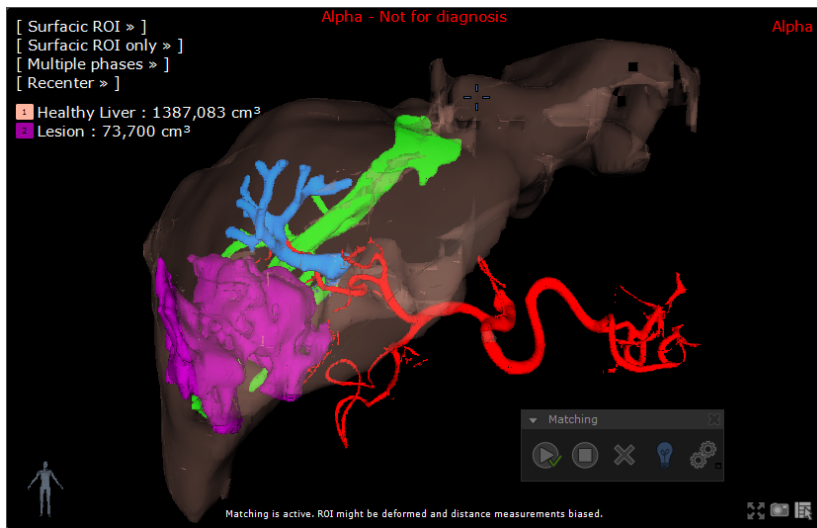 Alpha - Not for diagnosis
Alpha
[ Surfacic ROI » ]
[ Surfacic ROI only » ]
[ Multiple phases » ]
[ Recenter » ]
1 Healthy Liver : 1387,083 cm³
2 Lesion : 73,700 cm³
Matching
Matching is active. ROI might be deformed and distance measurements biased.